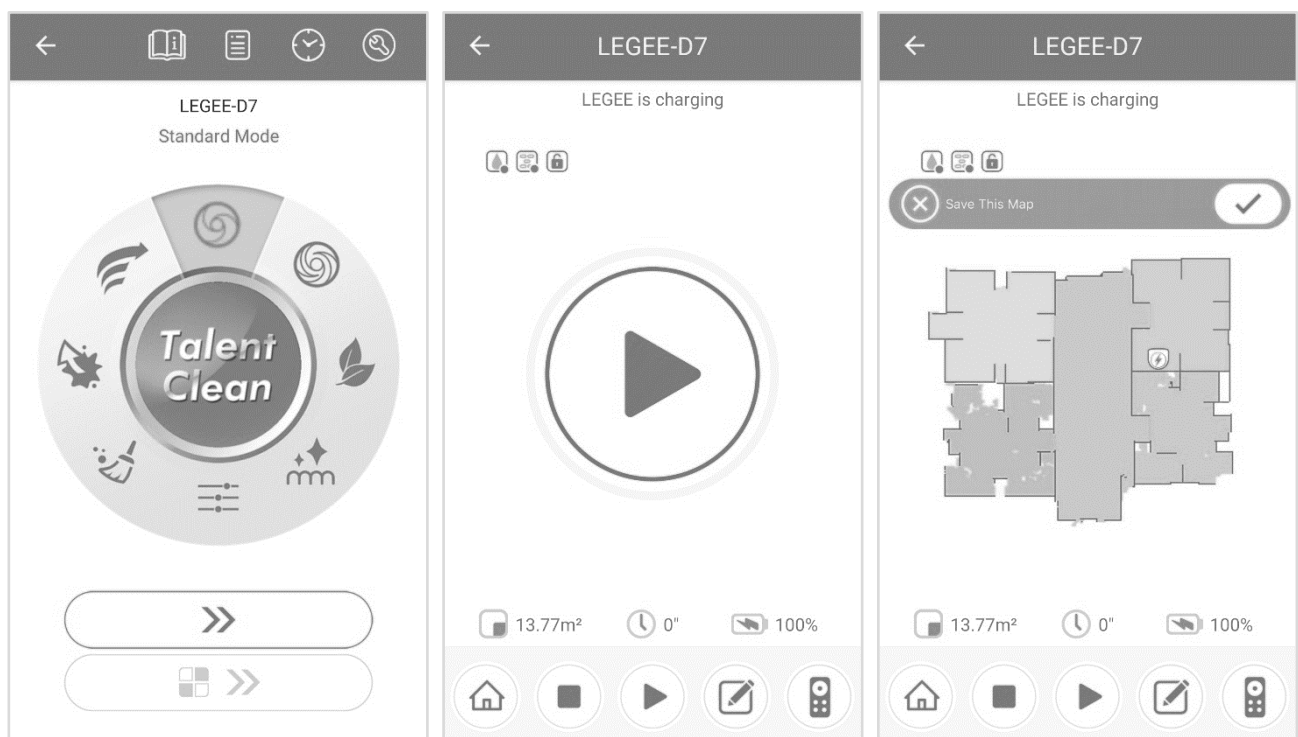 LEGEE-D7
Standard Mode
Talent
Clean
LEGEE-D7
LEGEE is charging
13.77m²
0"
100%
LEGEE-D7
LEGEE is charging
Save This Map
13.77m²
0"
100%